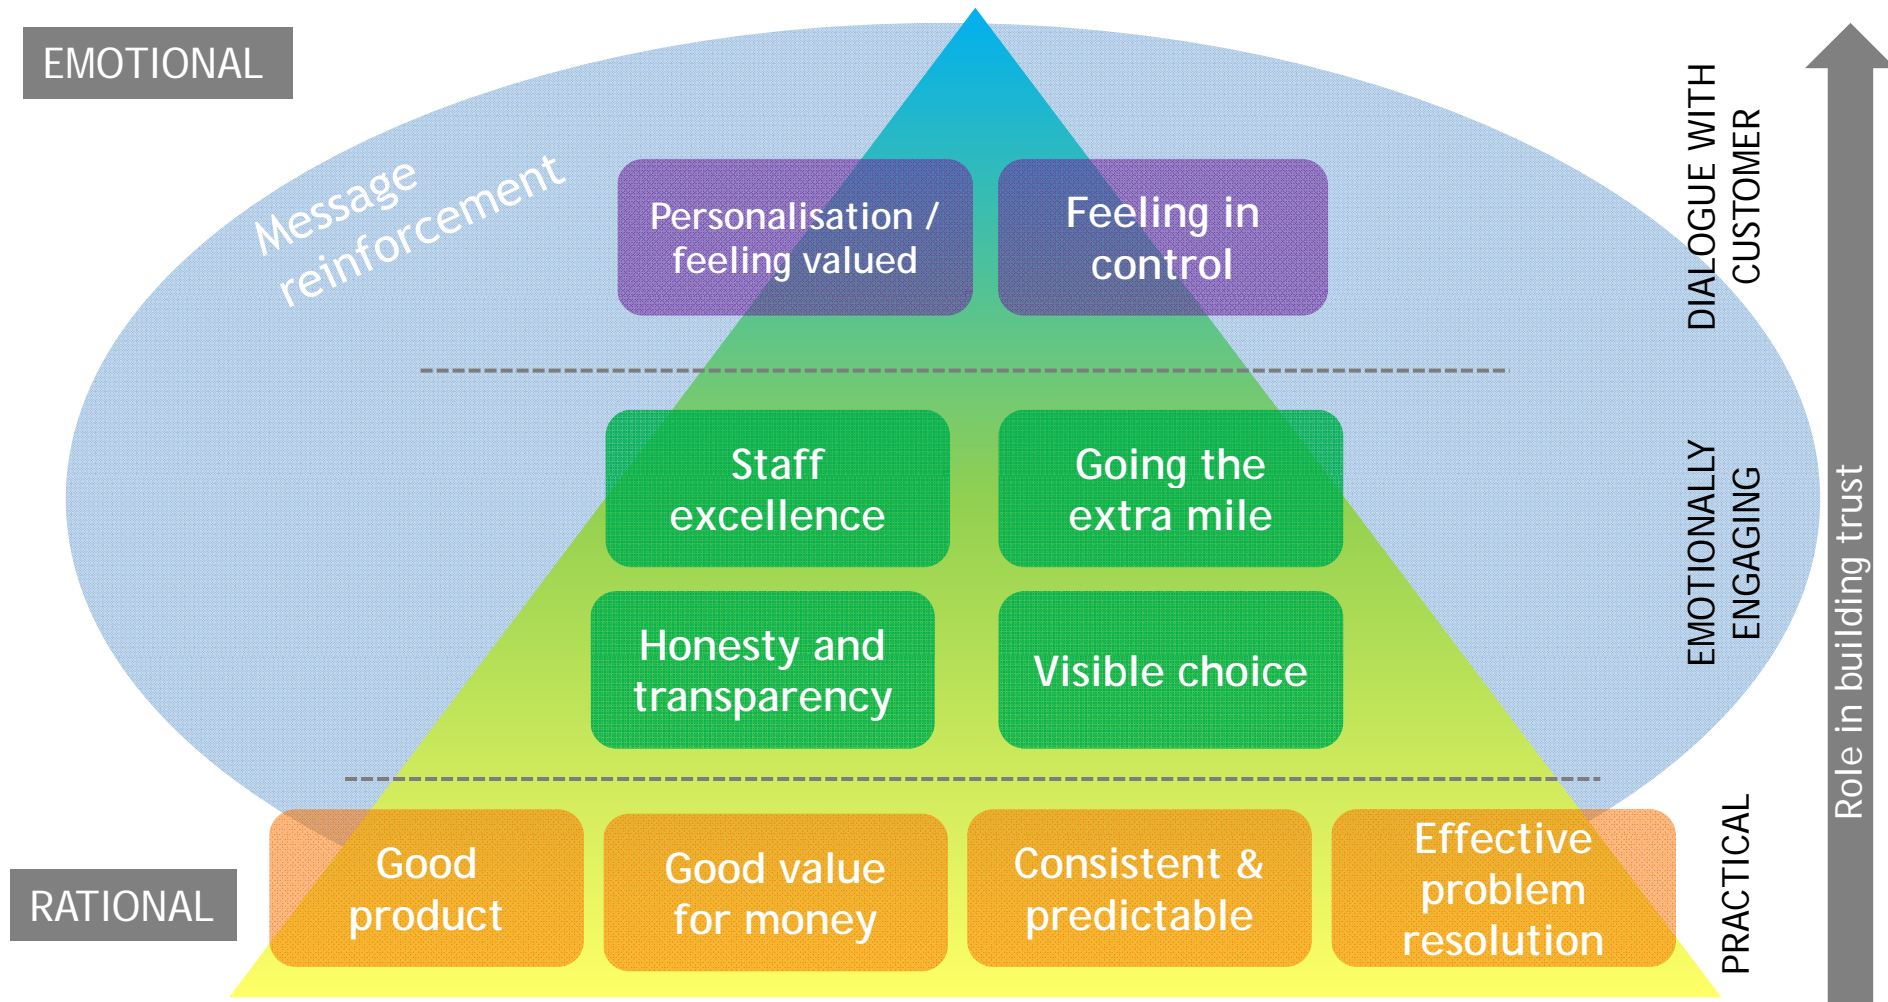 EMOTIONAL
Message
reinforcement
Personalisation /
feeling valued
Feeling in
control
DIALOGUE WITH
CUSTOMER
Staff
excellence
Going the
extra mile
Honesty and
transparency
Visible choice
EMOTIONALLY
ENGAGING
Role in building trust
RATIONAL
Good
product
Good value
for money
Consistent &
predictable
Effective
problem
resolution
PRACTICAL